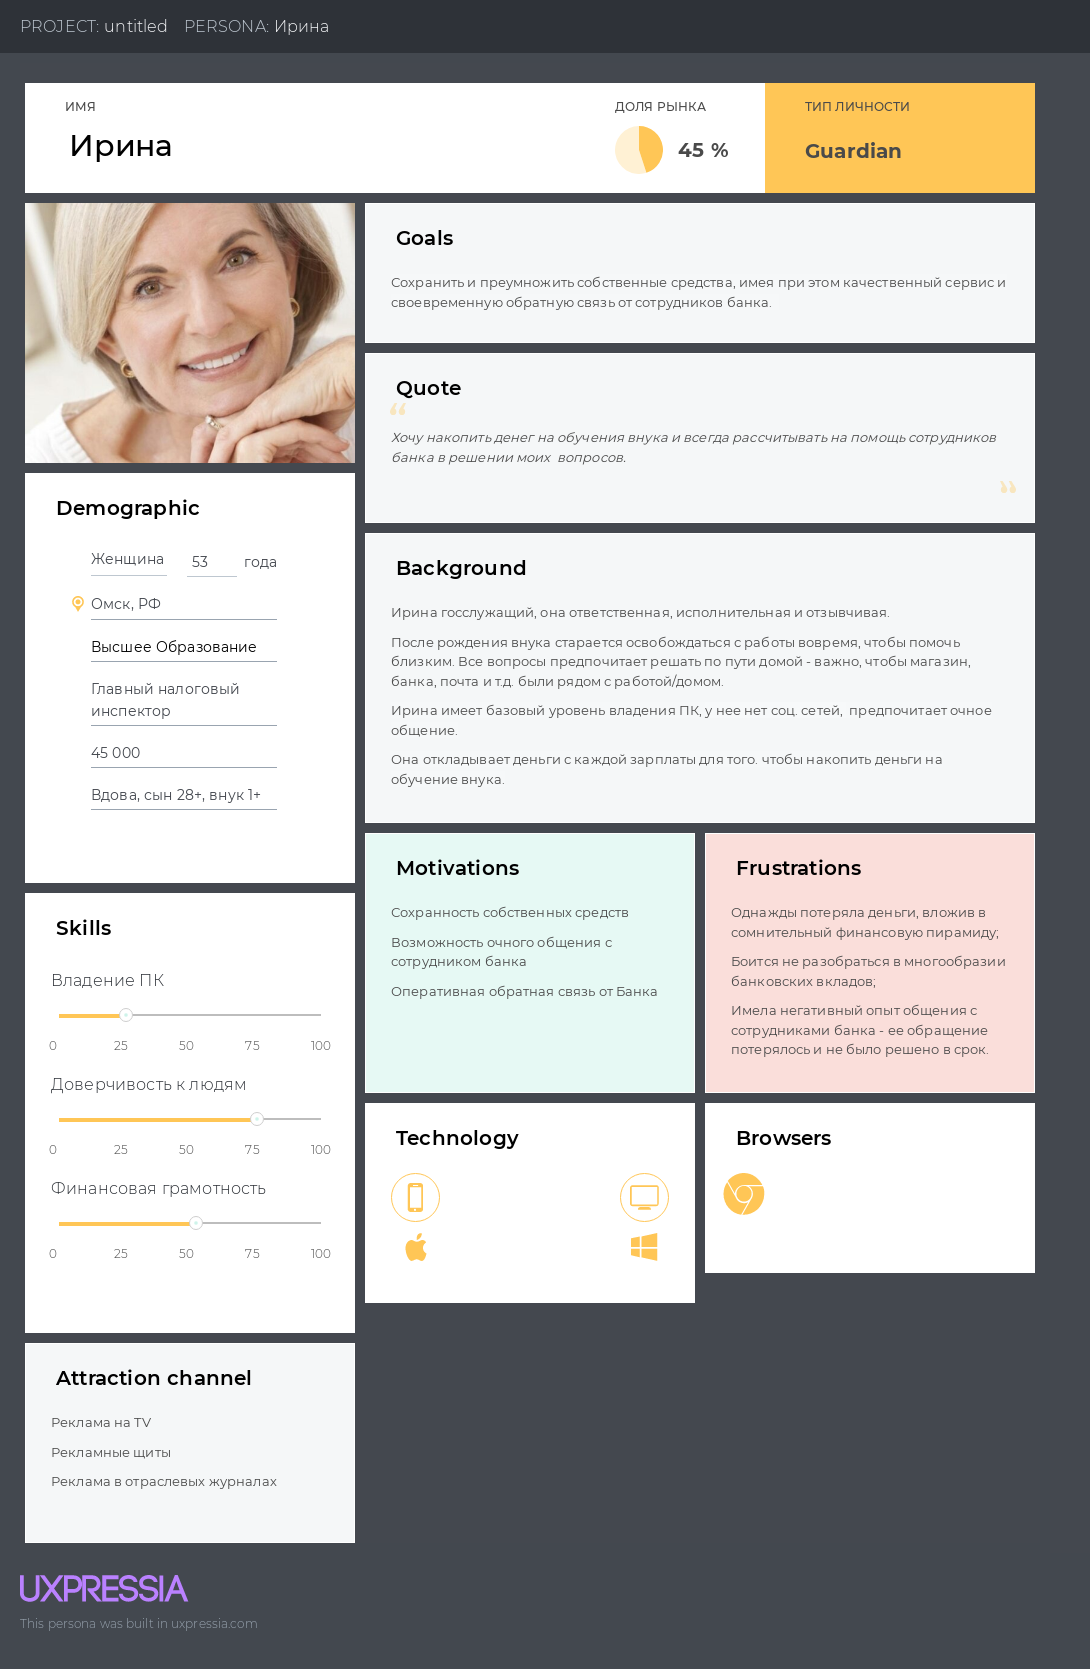 PROJECT: untitled PERSONA: Ирина
ИМЯ
Ирина
ДОЛЯ РЫНКА
45 %
ТИП ЛИЧНОСТИ
Guardian
Goals
Сохранить и преумножить собственные средства, имея при этом качественный сервис и
своевременную обратную связь от сотрудников банка.
Quote
“
Хочу накопить денег на обучения внука и всегда рассчитывать на помощь сотрудников
банка в решении моих  вопросов.
”
Demographic
Женщина 53 года
Омск, РФ
Высшее Образование
Главный налоговый
инспектор
45 000
Вдова, сын 28+, внук 1+
Background
Ирина госслужащий, она ответственная, исполнительная и отзывчивая.
После рождения внука старается освобождаться с работы вовремя, чтобы помочь
близким. Все вопросы предпочитает решать по пути домой - важно, чтобы магазин,
банка, почта и т.д. были рядом с работой/домом.
Ирина имеет базовый уровень владения ПК, у нее нет соц. сетей,  предпочитает очное
общение.
Она откладывает деньги с каждой зарплаты для того. чтобы накопить деньги на
обучение внука.
Motivations
Сохранность собственных средств
Возможность очного общения с
сотрудником банка
Оперативная обратная связь от Банка
Frustrations
Однажды потеряла деньги, вложив в
сомнительный финансовую пирамиду;
Боится не разобраться в многообразии
банковских вкладов;
Имела негативный опыт общения с
сотрудниками банка - ее обращение
потерялось и не было решено в срок.
Skills
Владение ПК
0 25 50 75 100
Доверчивость к людям
0 25 50 75 100
Финансовая грамотность
0 25 50 75 100
Technology
Browsers
Attraction channel
Реклама на TV
Рекламные щиты
Реклама в отраслевых журналах
UXPRESSIA
This persona was built in uxpressia.com